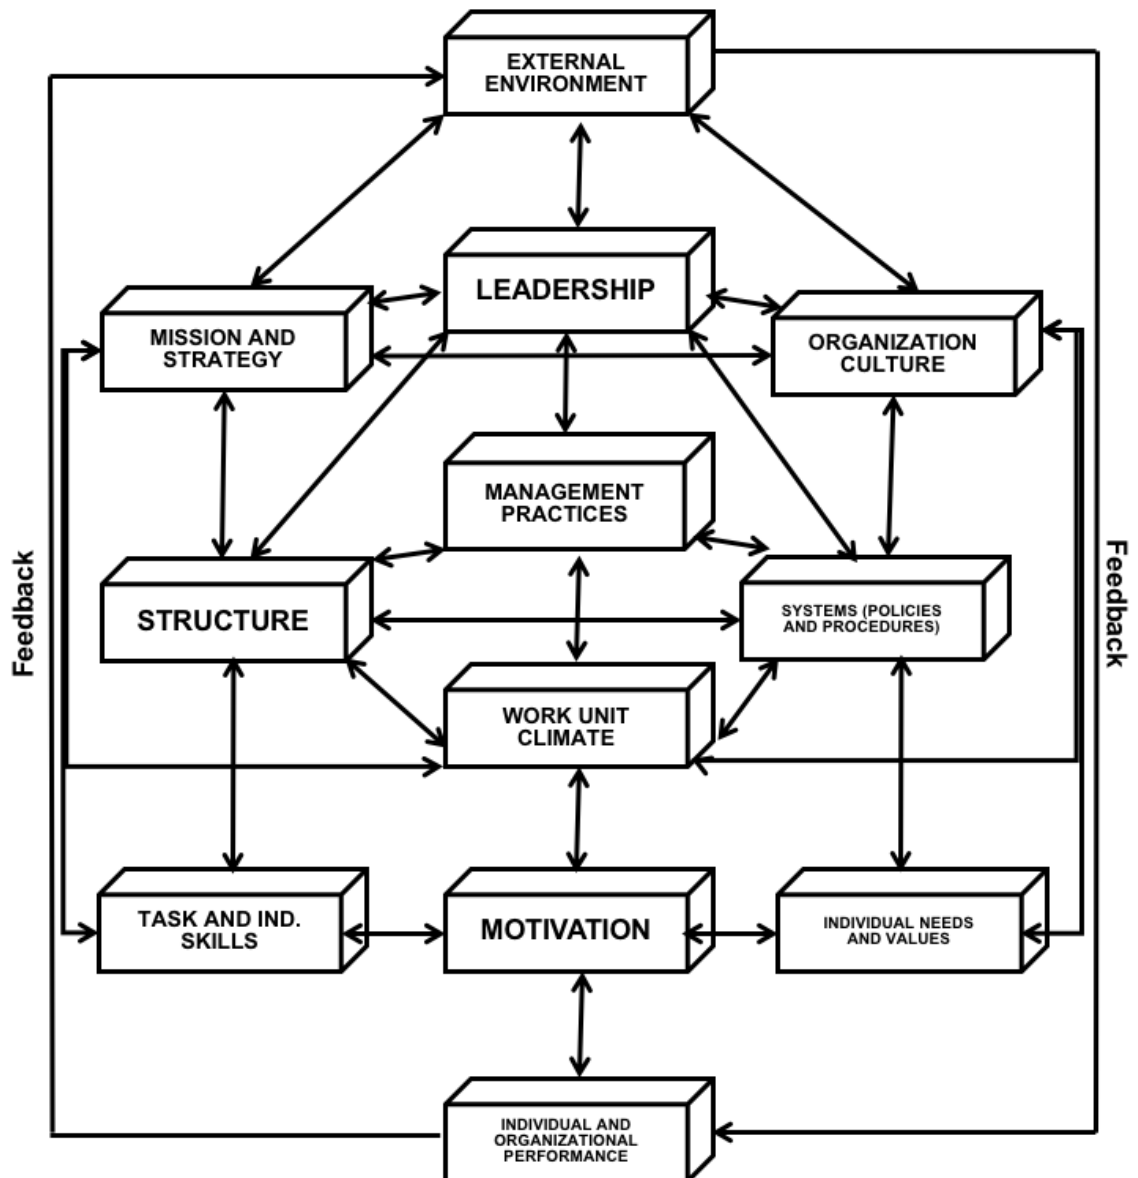 EXTERNAL
ENVIRONMENT
LEADERSHIP
MISSION AND
STRATEGY
ORGANIZATION
CULTURE
MANAGEMENT
PRACTICES
Feedback
Feedback
STRUCTURE
SYSTEMS (POLICIES
AND PROCEDURES)
WORK UNIT
CLIMATE
TASK AND IND.
SKILLS
MOTIVATION
INDIVIDUAL NEEDS
AND VALUES
INDIVIDUAL AND
ORGANIZATIONAL
PERFORMANCE